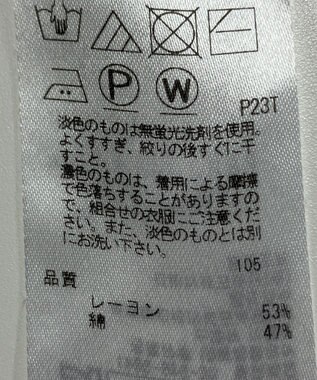 P W
P23T
淡色のものは無蛍光洗剤を使用。
よくすすぎ、絞りの後すぐに干
すこと。
濃色のものは、着用による摩擦
で色落ちすることがありますの
で、組合せの衣服にご注意くだ
さい。また、淡色のものとは別
にお洗い下さい。
105
品質
レーヨン 53%
綿 47%